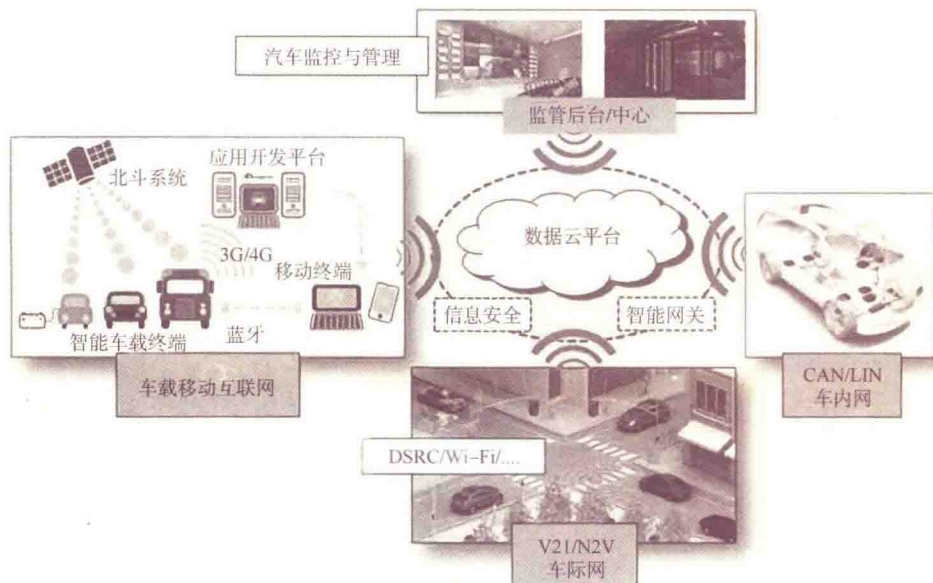 汽车监控与管理
监管后台/中心
北斗系统
应用开发平台
3G/4G
移动终端
智能车载终端
蓝牙
车载移动互联网
数据云平台
信息安全
智能网关
CAN/LIN
车内网
DSRC/Wi-Fi/....
V21/N2V
车际网